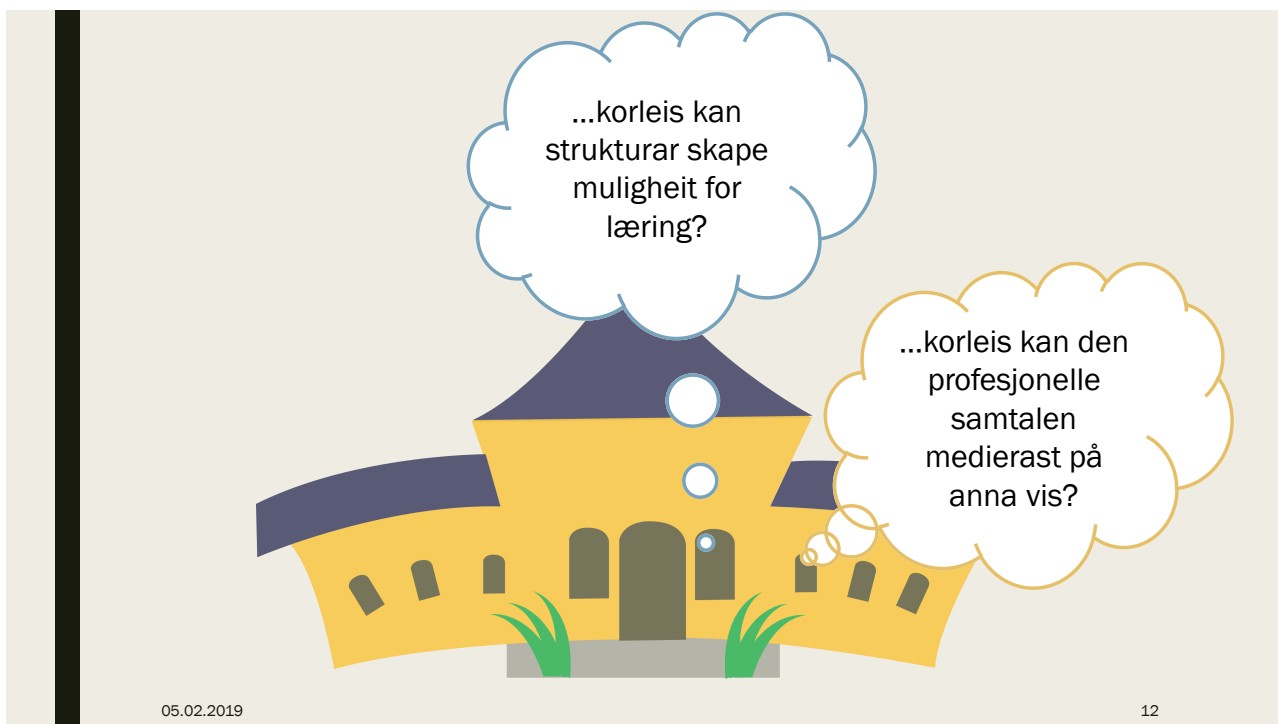 ...korleis kan
strukturar skape
muligheit for
læring?
...korleis kan den
profesjonelle
samtalen
medierast på
anna vis?
05.02.2019
12